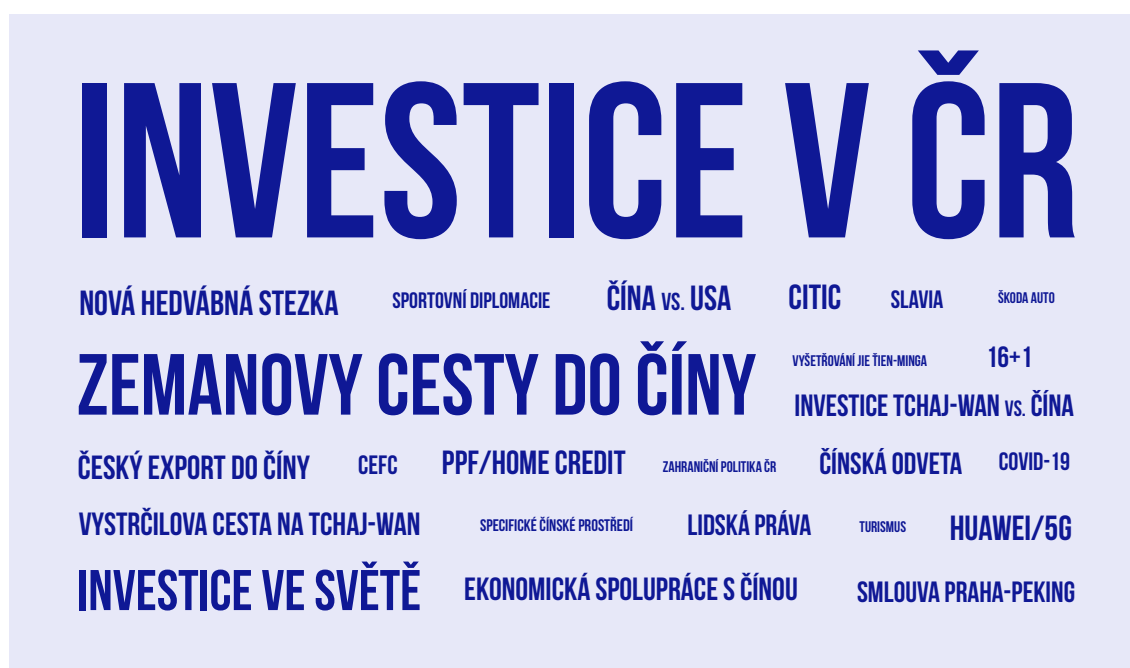 INVESTICE V ČR
NOVÁ HEDVÁBNÁ STEZKA SPORTOVNÍ DIPLOMACIE ČÍNA VS. USA CITIC SLAVIA ŠKODA AUTO
ZEMANOVY CESTY DO ČÍNY
VYŠETŘOVÁNÍ JIE ŤIEN-MINGA 16+1
INVESTICE TCHAJ-WAN VS. ČÍNA
ČESKÝ EXPORT DO ČÍNY CEFC PPF/HOME CREDIT ZAHRANIČNÍ POLITIKA ČR ČÍNSKÁ ODVETA COVID-19
VYSTRČILOVA CESTA NA TCHAJ-WAN SPECIFICKÉ ČÍNSKÉ PROSTŘEDÍ LIDSKÁ PRÁVA TURISMUS HUAWEI/5G
INVESTICE VE SVĚTĚ EKONOMICKÁ SPOLUPRÁCE S ČÍNOU SMLOUVA PRAHA-PEKING